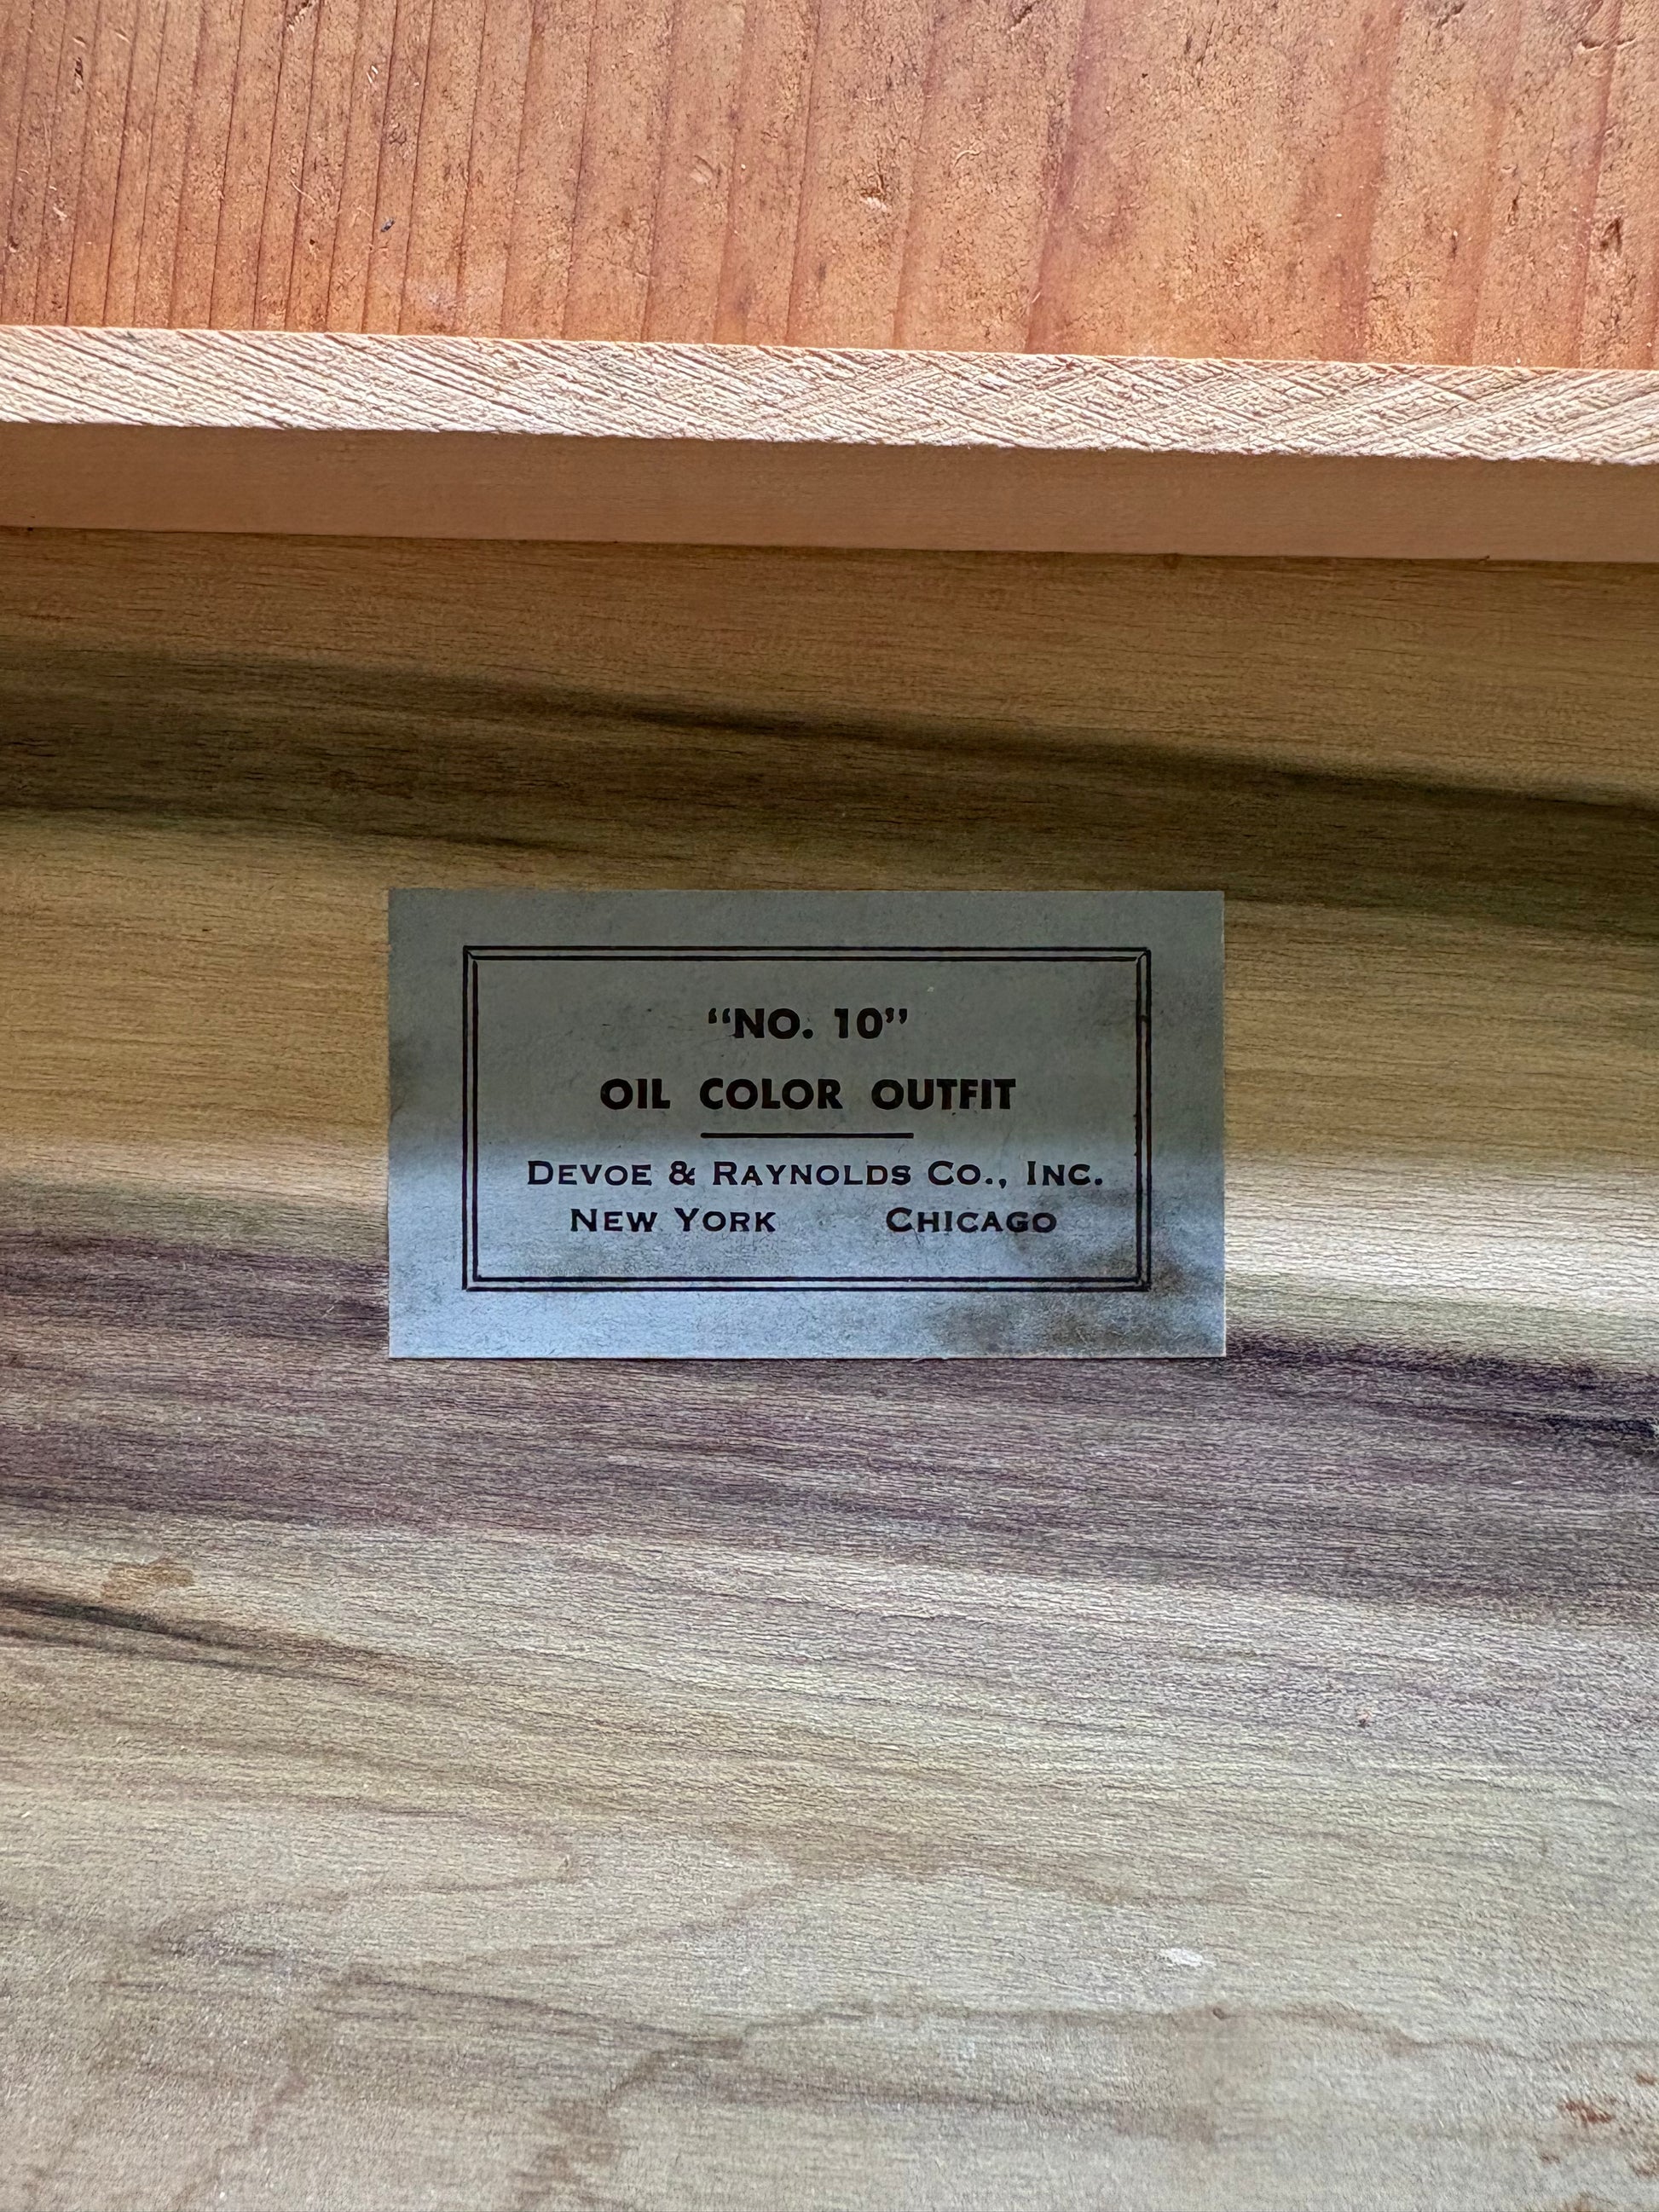 “NO. 10”
OIL COLOR OUTFIT
DEVOE & RAYNOLDS CO., INC.
NEW YORK CHICAGO